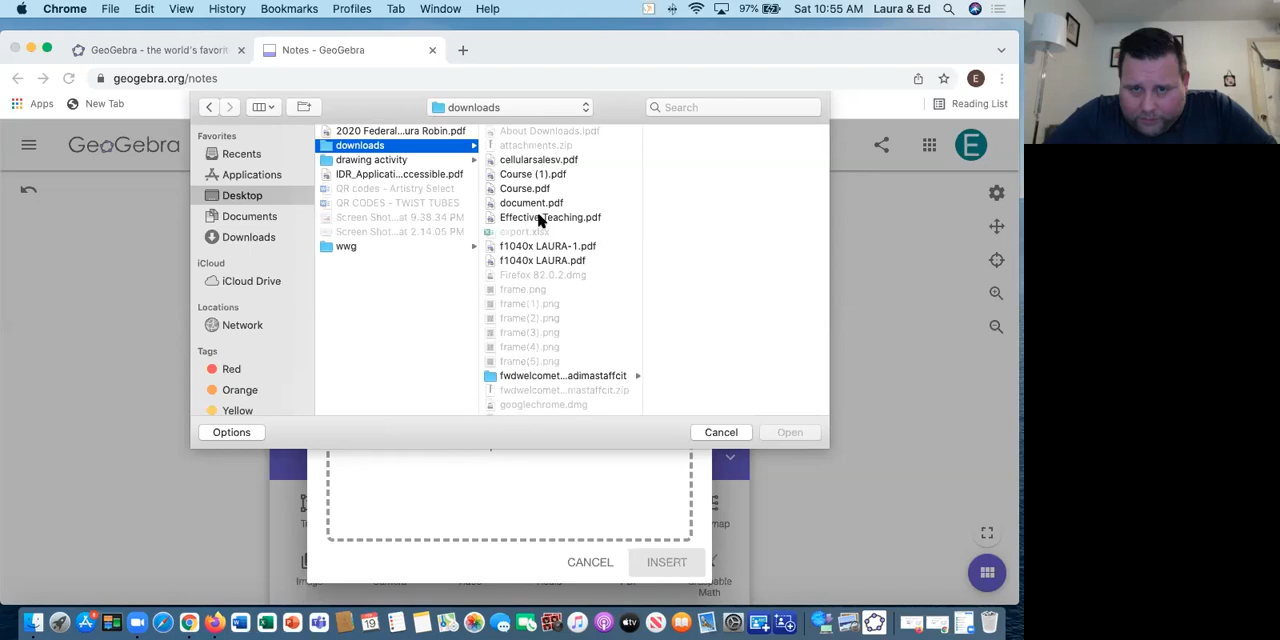 Chrome File Edit View History Bookmarks Profiles Tab Window Help 97% Sat 10:55 AM Laura & Ed
GeoGebra - the world's favorit Notes - GeoGebra
geogebra.org/notes E
Apps New Tab Reading List
downloads Search
GeoGebra E
Favorites
Recents
Applications
Desktop
Documents
Downloads
iCloud
iCloud Drive
Locations
Network
Tags
Red
Orange
Yellow
2020 Federal...ura Robin.pdf
downloads
drawing activity
IDR_Applicati...ccessible.pdf
QR codes - Artistry Select
QR CODES - TWIST TUBES
Screen Shot...at 9.38.34 PM
Screen Shot...at 2.14.05 PM
wwg
About Downloads.lpdf
attachments.zip
cellularsalesv.pdf
Course (1).pdf
Course.pdf
document.pdf
Effective Teaching.pdf
export.xlsx
f1040x LAURA-1.pdf
f1040x LAURA.pdf
Firefox 82.0.2.dmg
frame.png
frame(1).png
frame(2).png
frame(3).png
frame(4).png
frame(5).png
fwdwelcomet...adimastaffcit
fwdwelcomet...mastaffcit.zip
googlechrome.dmg
Options Cancel Open
CANCEL INSERT
Math
19